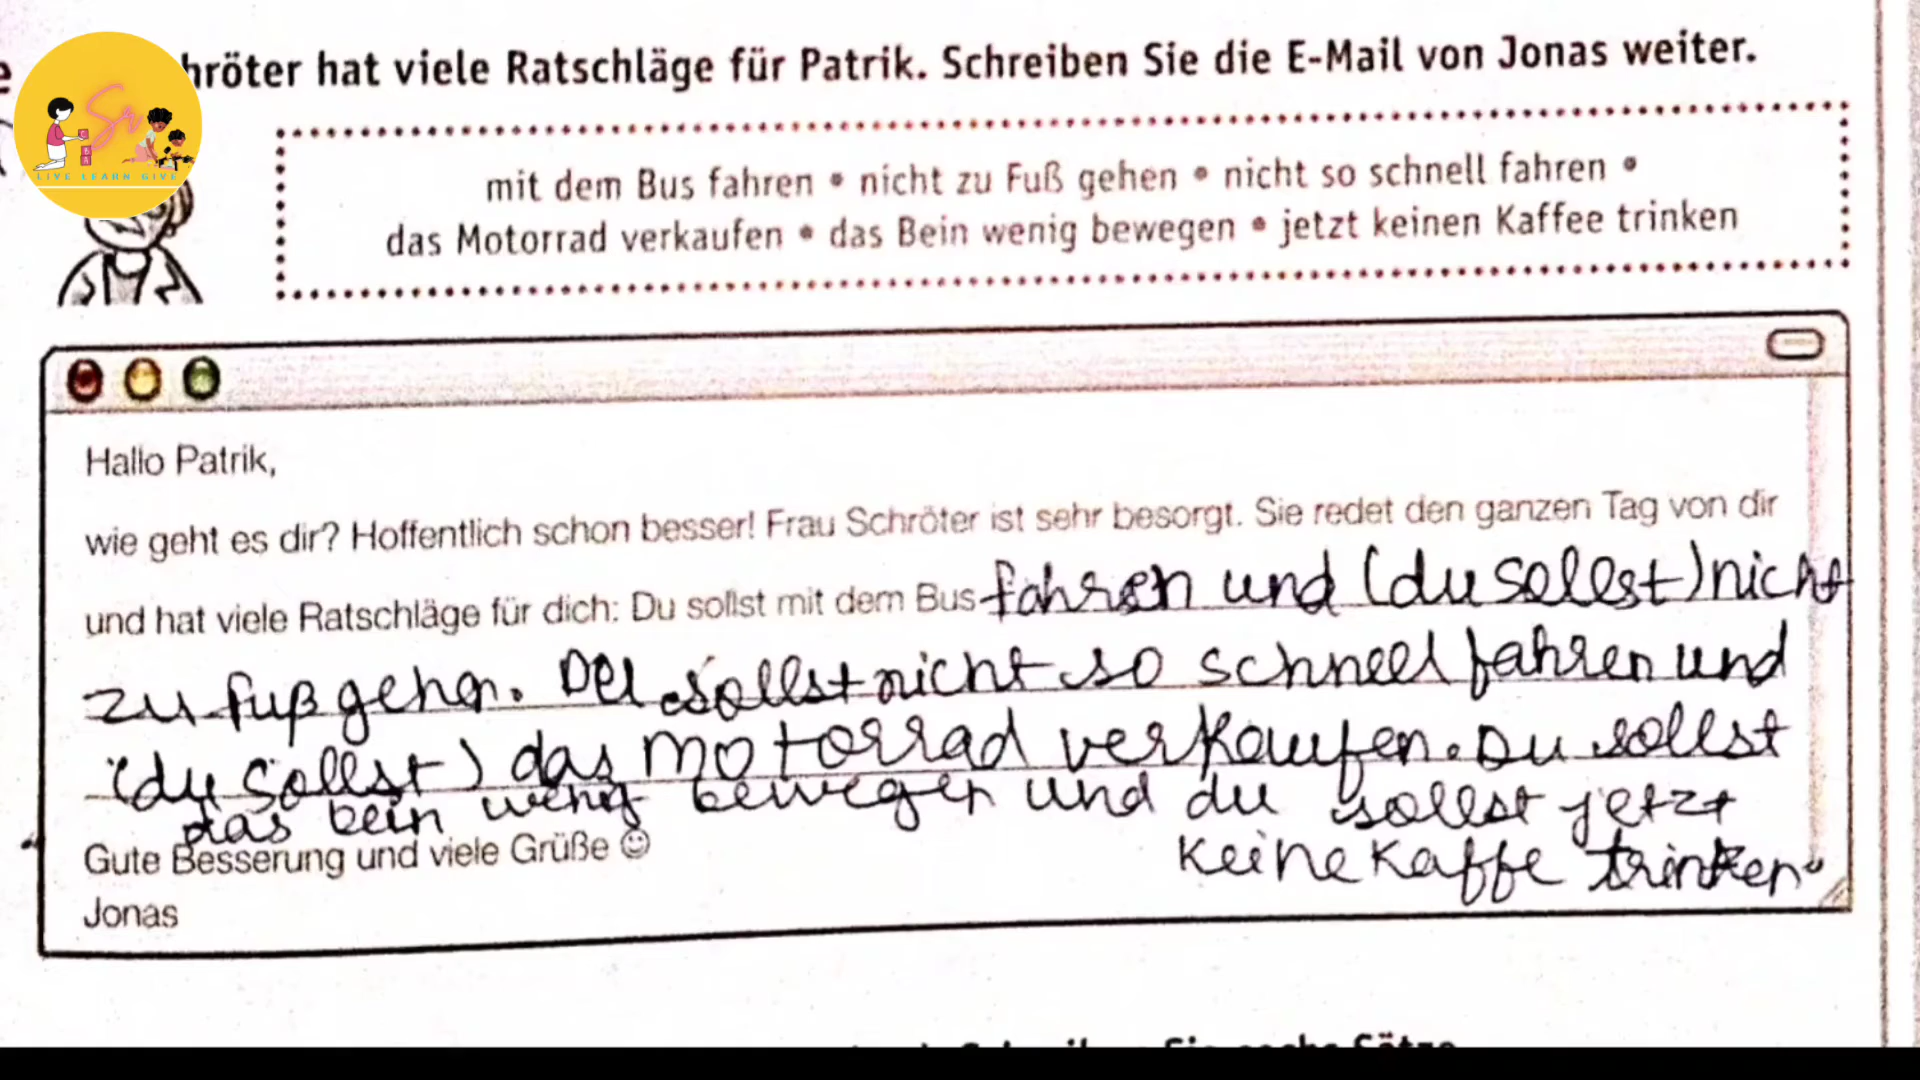 hröter hat viele Ratschläge für Patrik. Schreiben Sie die E-Mail von Jonas weiter.
LIVE LEARN GIVE
mit dem Bus fahren • nicht zu Fuß gehen • nicht so schnell fahren •
das Motorrad verkaufen • das Bein wenig bewegen • jetzt keinen Kaffee trinken
Hallo Patrik,
wie geht es dir? Hoffentlich schon besser! Frau Schröter ist sehr besorgt. Sie redet den ganzen Tag von dir
und hat viele Ratschläge für dich: Du sollst mit dem Bus fahren und (du sollst) nicht
zu fuß gehen. Du sollst nicht so schnell fahren und
(du sollst) das Motorrad verkaufen. Du sollst
das bein wenig bewegen und du sollst jetzt
keine Kaffe trinken.
Gute Besserung und viele Grüße ☺
Jonas